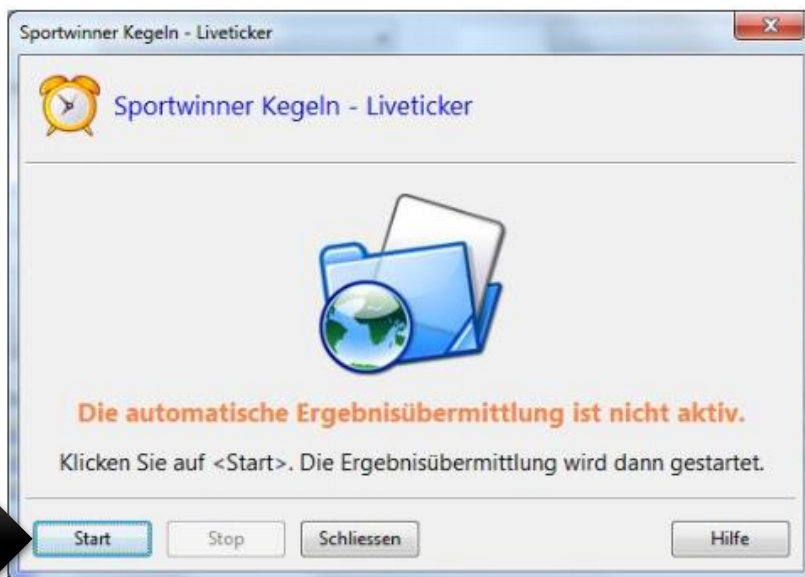 Sportwinner Kegeln - Liveticker
Sportwinner Kegeln - Liveticker
Die automatische Ergebnisübermittlung ist nicht aktiv.
Klicken Sie auf <Start>. Die Ergebnisübermittlung wird dann gestartet.
Start Stop Schliessen Hilfe